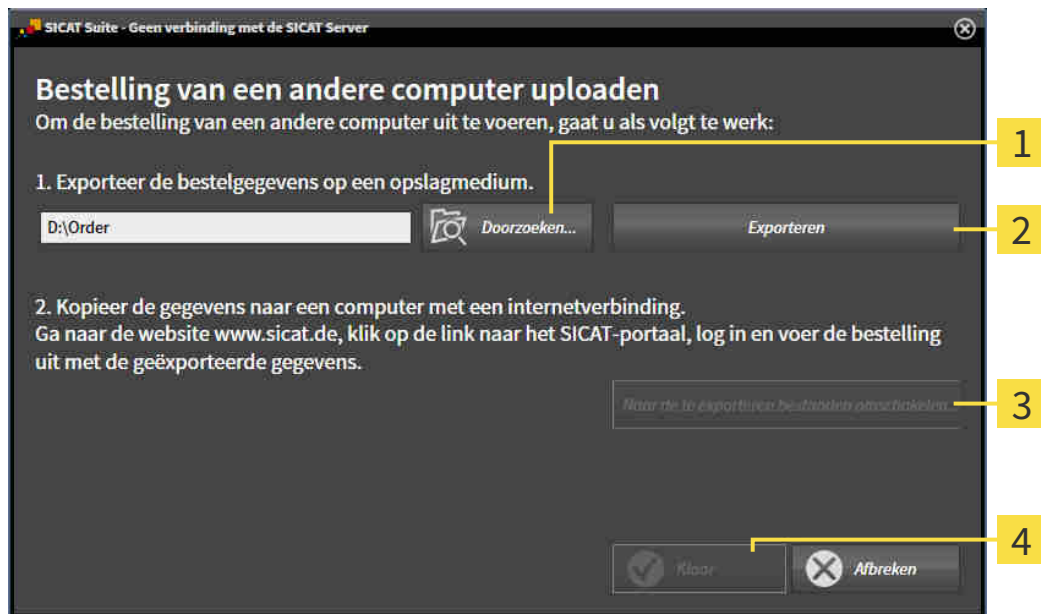 SICAT Suite - Geen verbinding met de SICAT Server
Bestelling van een andere computer uploaden
Om de bestelling van een andere computer uit te voeren, gaat u als volgt te werk:
1
1. Exporteer de bestelgegevens op een opslagmedium.
D:\Order
Doorzoeken...
Exporteren
2
2. Kopieer de gegevens naar een computer met een internetverbinding.
Ga naar de website www.sicat.de, klik op de link naar het SICAT-portaal, log in en voer de bestelling
uit met de geëxporteerde gegevens.
Naar de te exporteren bestanden omschakelen...
3
Klaar
Afbreken
4